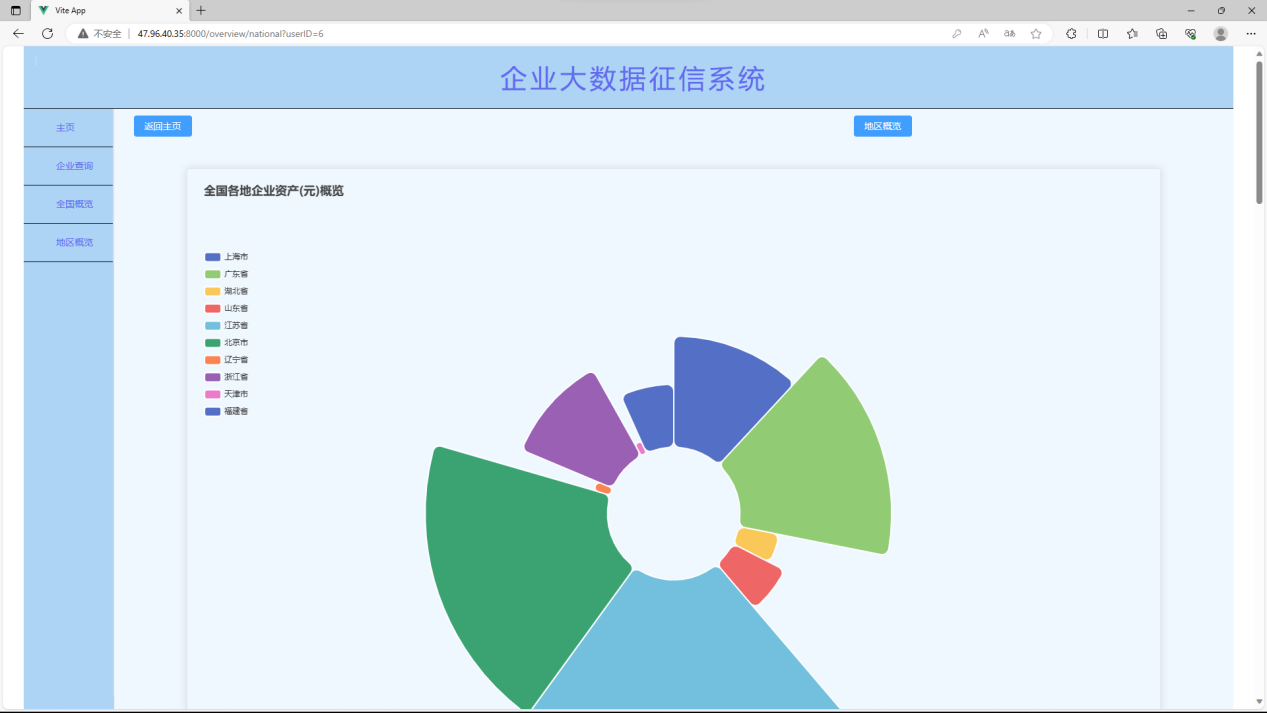 Vite App
不安全
47.96.40.35:8000/overview/national?userID=6
企业大数据征信系统
主页
企业查询
全国概览
地区概览
返回主页
地区概览
全国各地企业资产(元)概览
上海市
广东省
湖北省
山东省
江苏省
北京市
辽宁省
浙江省
天津市
福建省